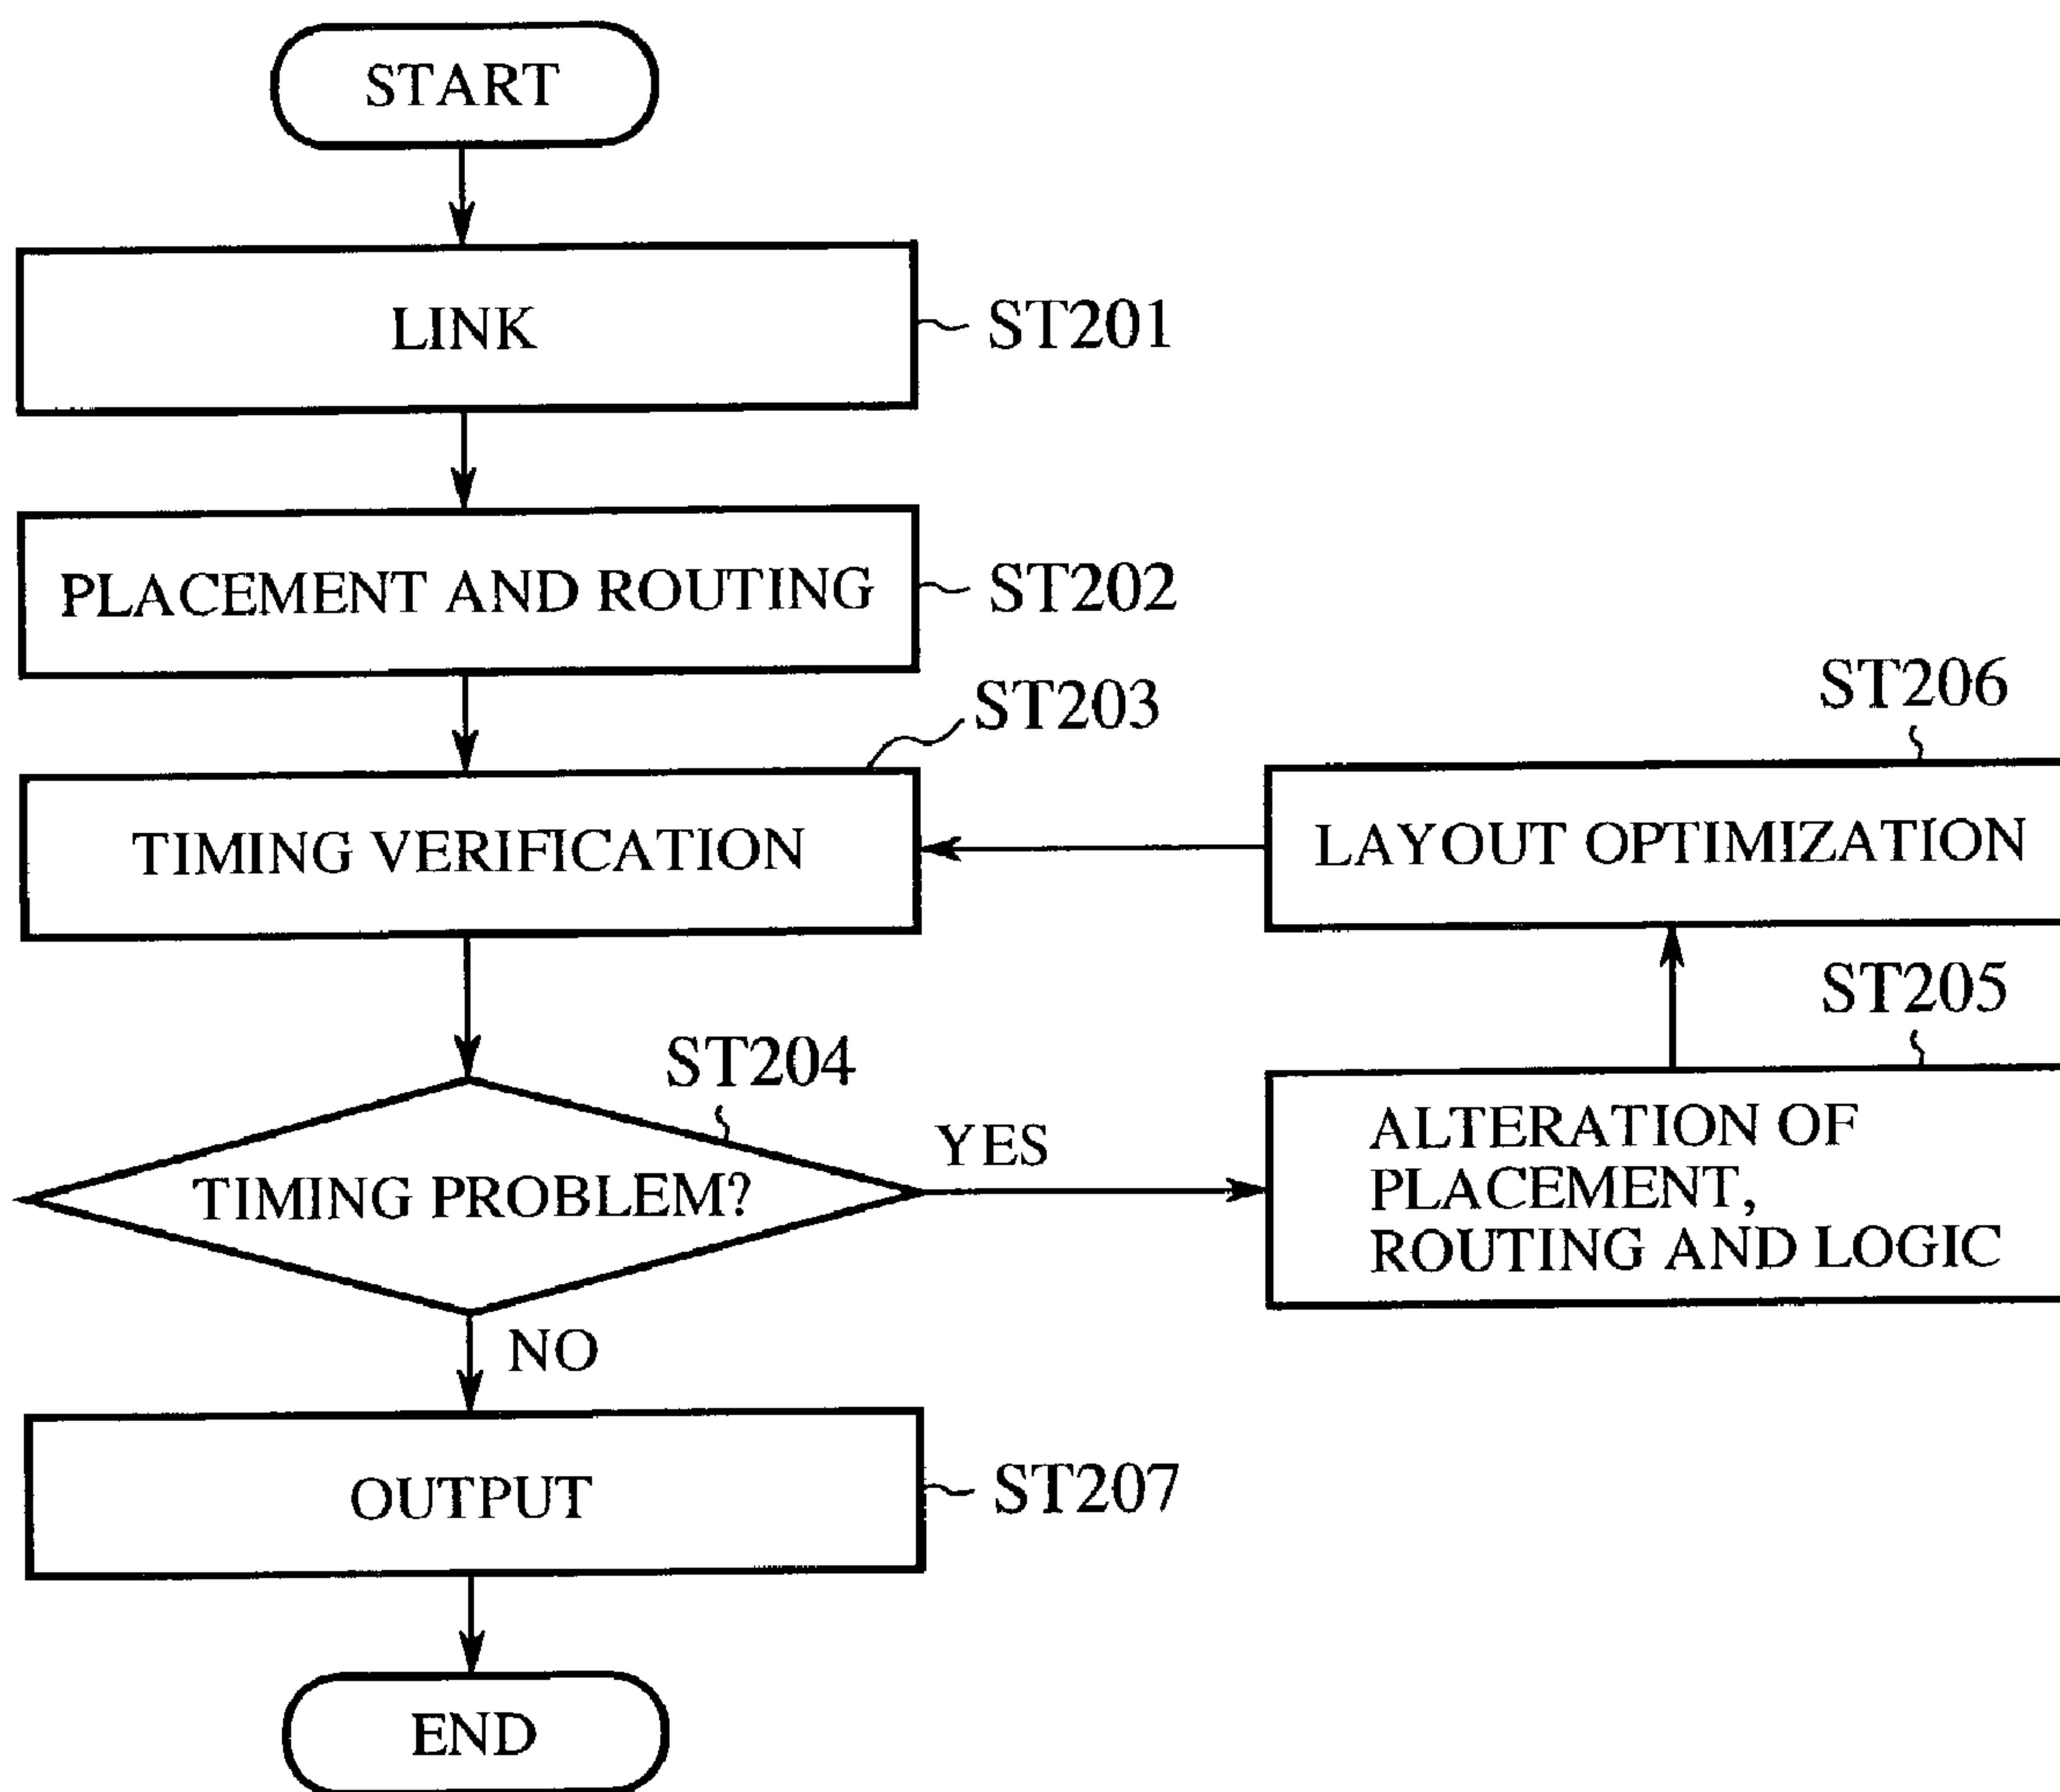 START
LINK
ST201
PLACEMENT AND ROUTING
ST202
ST203
TIMING VERIFICATION
ST206
LAYOUT OPTIMIZATION
ST204
TIMING PROBLEM?
YES
ST205
ALTERATION OF
PLACEMENT,
ROUTING AND LOGIC
NO
OUTPUT
ST207
END